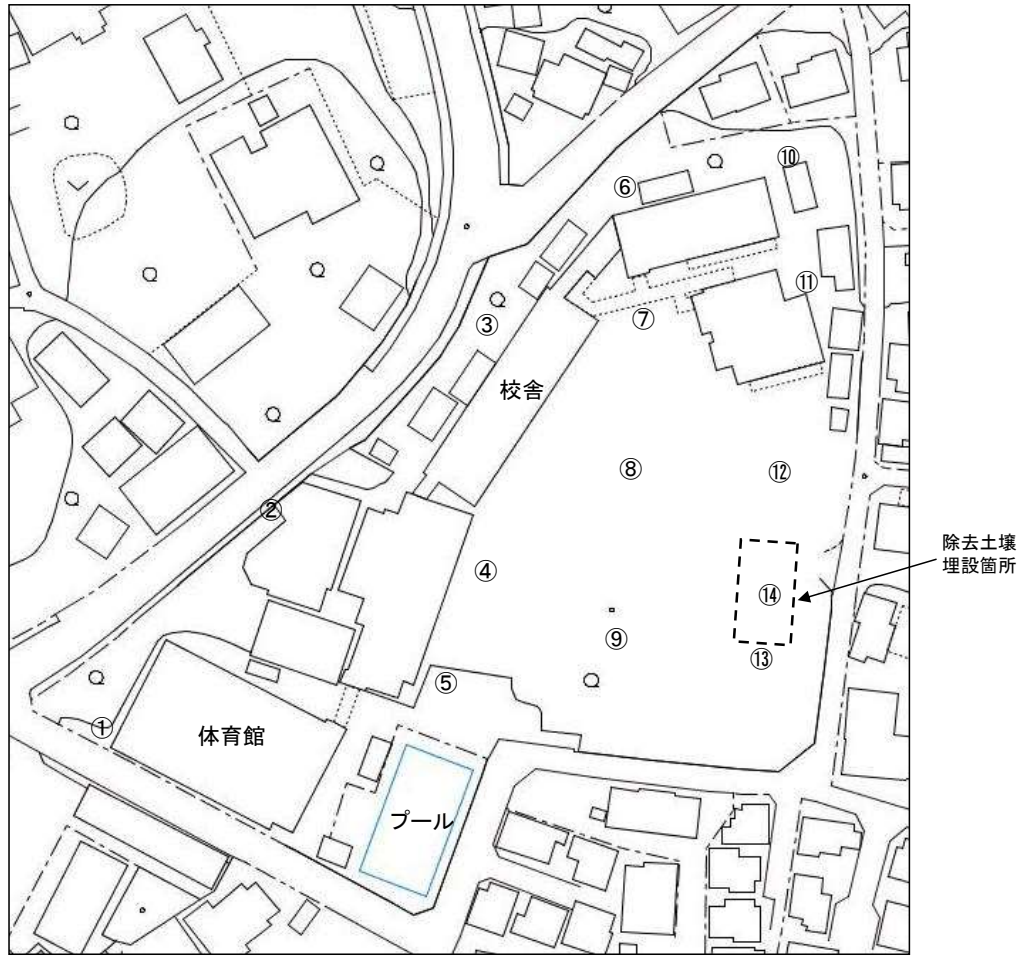 ⑩
⑥
⑪
③
⑦
校舎
⑧
⑫
②
除去土壌
埋設箇所
④
⑭
⑨
⑬
⑤
①
体育館
プール